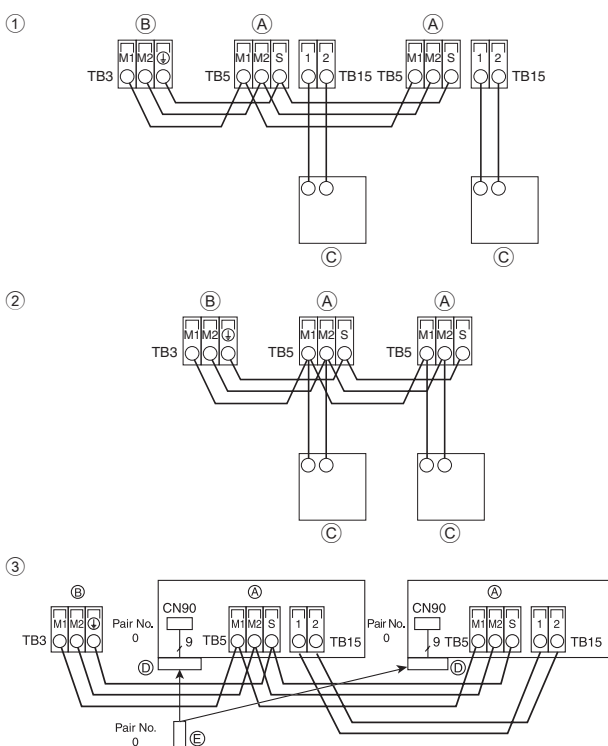 ①
Ⓑ Ⓐ Ⓐ
M1 M2 ⏚ M1 M2 S 1 2 M1 M2 S 1 2
TB3 TB5 TB15 TB5 TB15
Ⓒ Ⓒ
②
Ⓑ Ⓐ Ⓐ
M1 M2 ⏚ M1 M2 S M1 M2 S
TB3 TB5 TB5
Ⓒ Ⓒ
③
Ⓑ Ⓐ Ⓐ
CN90 CN90
M1 M2 ⏚ M1 M2 S 1 2 M1 M2 S 1 2
Pair No. Pair No.
0 0
TB3 9 TB5 TB15 9 TB5 TB15
Ⓓ Ⓓ
Pair No.
0
Ⓔ